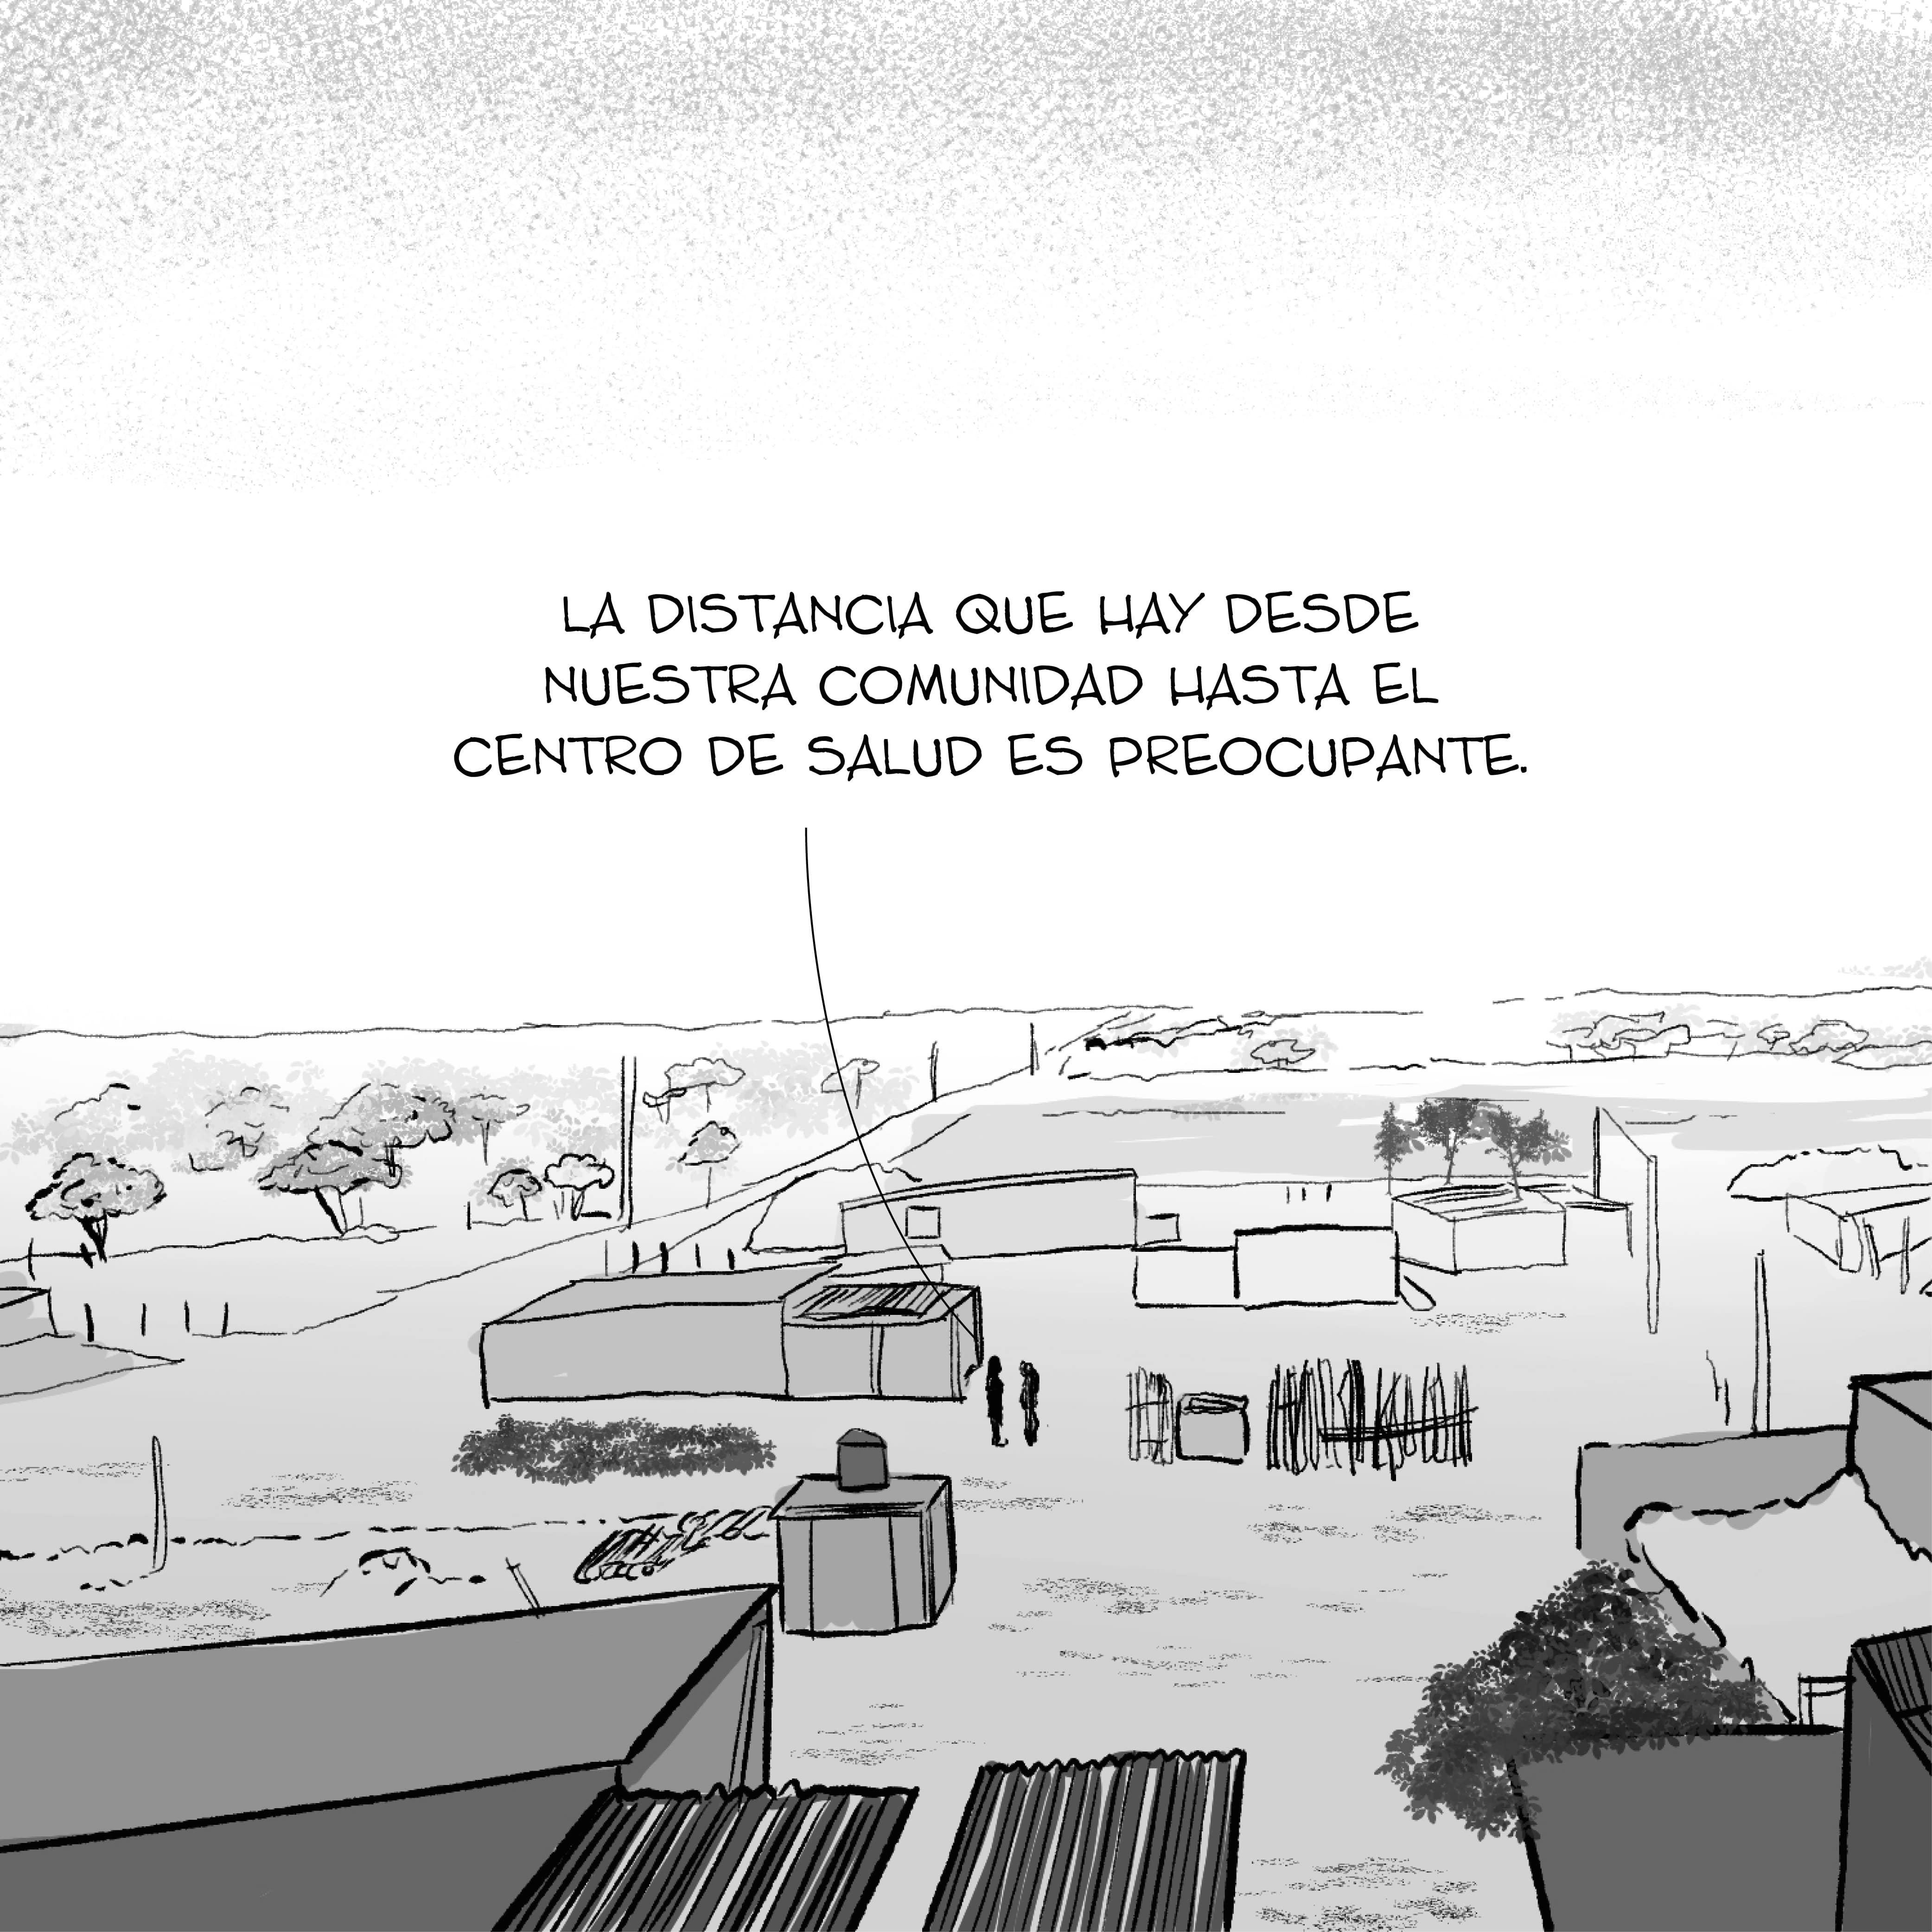 LA DISTANCIA QUE HAY DESDE
NUESTRA COMUNIDAD HASTA EL
CENTRO DE SALUD ES PREOCUPANTE.